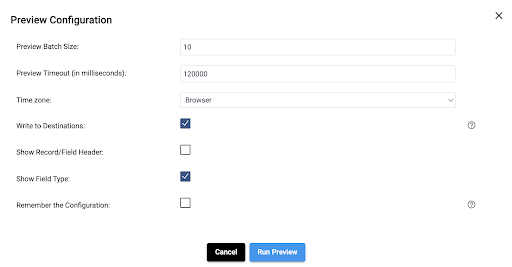 Preview Configuration
Preview Batch Size:
10
Preview Timeout (in milliseconds):
120000
Time zone:
Browser
Write to Destinations:
Show Record/Field Header:
Show Field Type:
Remember the Configuration:
Cancel
Run Preview